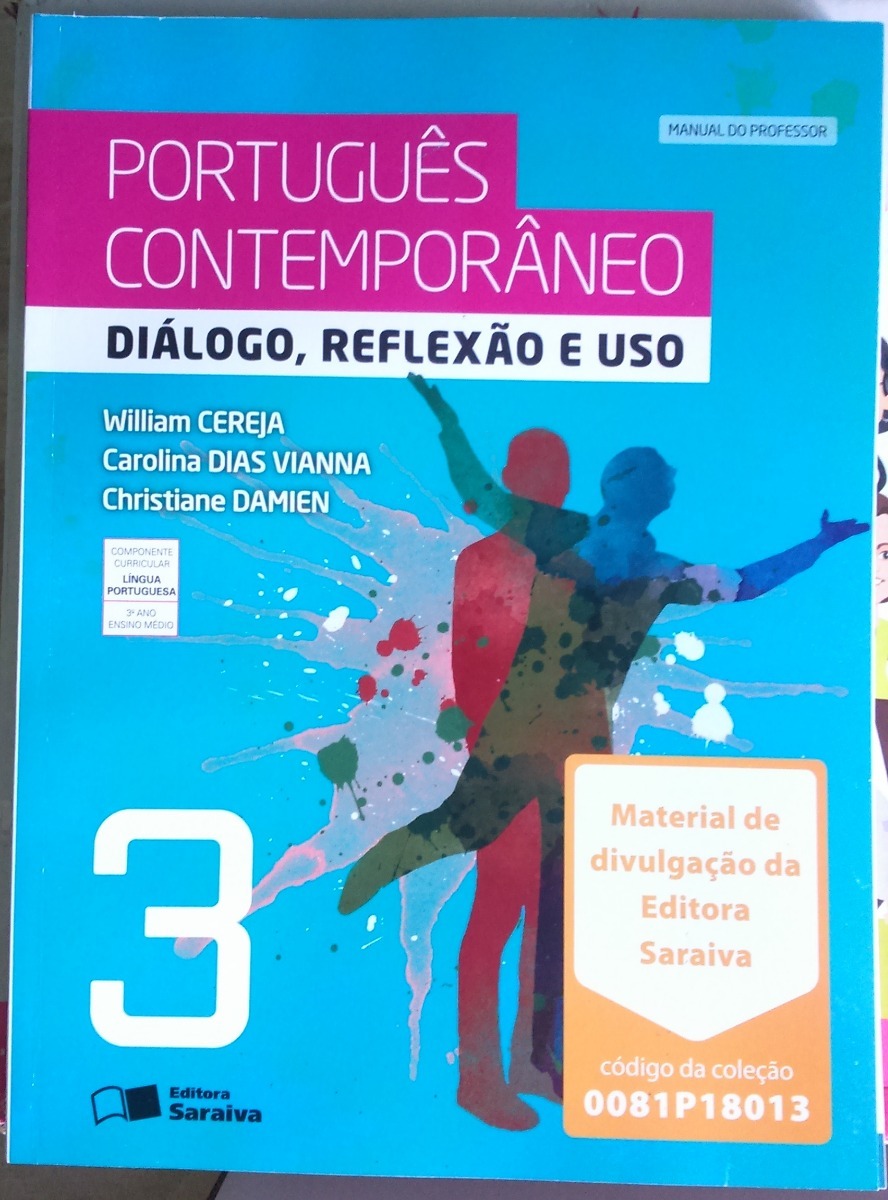 MANUAL DO PROFESSOR
PORTUGUÊS
CONTEMPORÂNEO
DIÁLOGO, REFLEXÃO E USO
William CEREJA
Carolina DIAS VIANNA
Christiane DAMIEN
COMPONENTE
CURRICULAR
LÍNGUA
PORTUGUESA
3º ANO
ENSINO MÉDIO
3
Material de
divulgação da
Editora
Saraiva
código da coleção
0081P18013
Editora
Saraiva